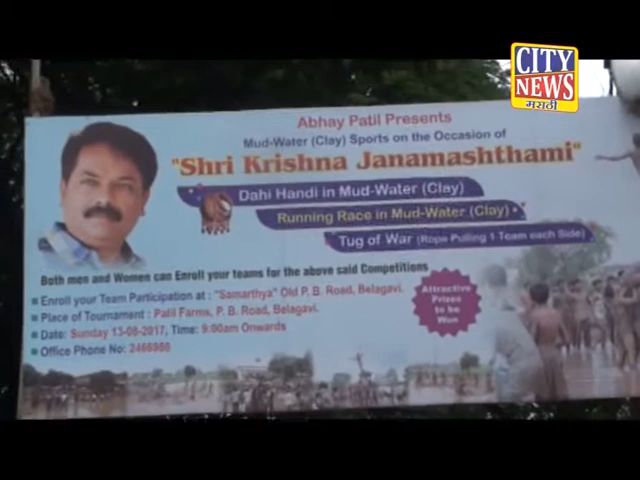 CITY
NEWS
मराठी
Abhay Patil Presents
Mud-Water (Clay) Sports on the Occasion of
"Shri Krishna Janamashthami"
Dahi Handi in Mud-Water (Clay)
Running Race in Mud-Water (Clay)
Tug of War (Rope Pulling 1 Team each Side)
Both men and Women can Enroll your teams for the above said Competitions
Enroll your Team Participation at : "Samarthya" Old P. B. Road, Belagavi.
Place of Tournament : Patil Farms, P. B. Road, Belagavi.
Date: Sunday 13-08-2017, Time: 9:00am Onwards
Office Phone No: 2466980
Attractive
Prizes
to be
Won
CITY NEWS